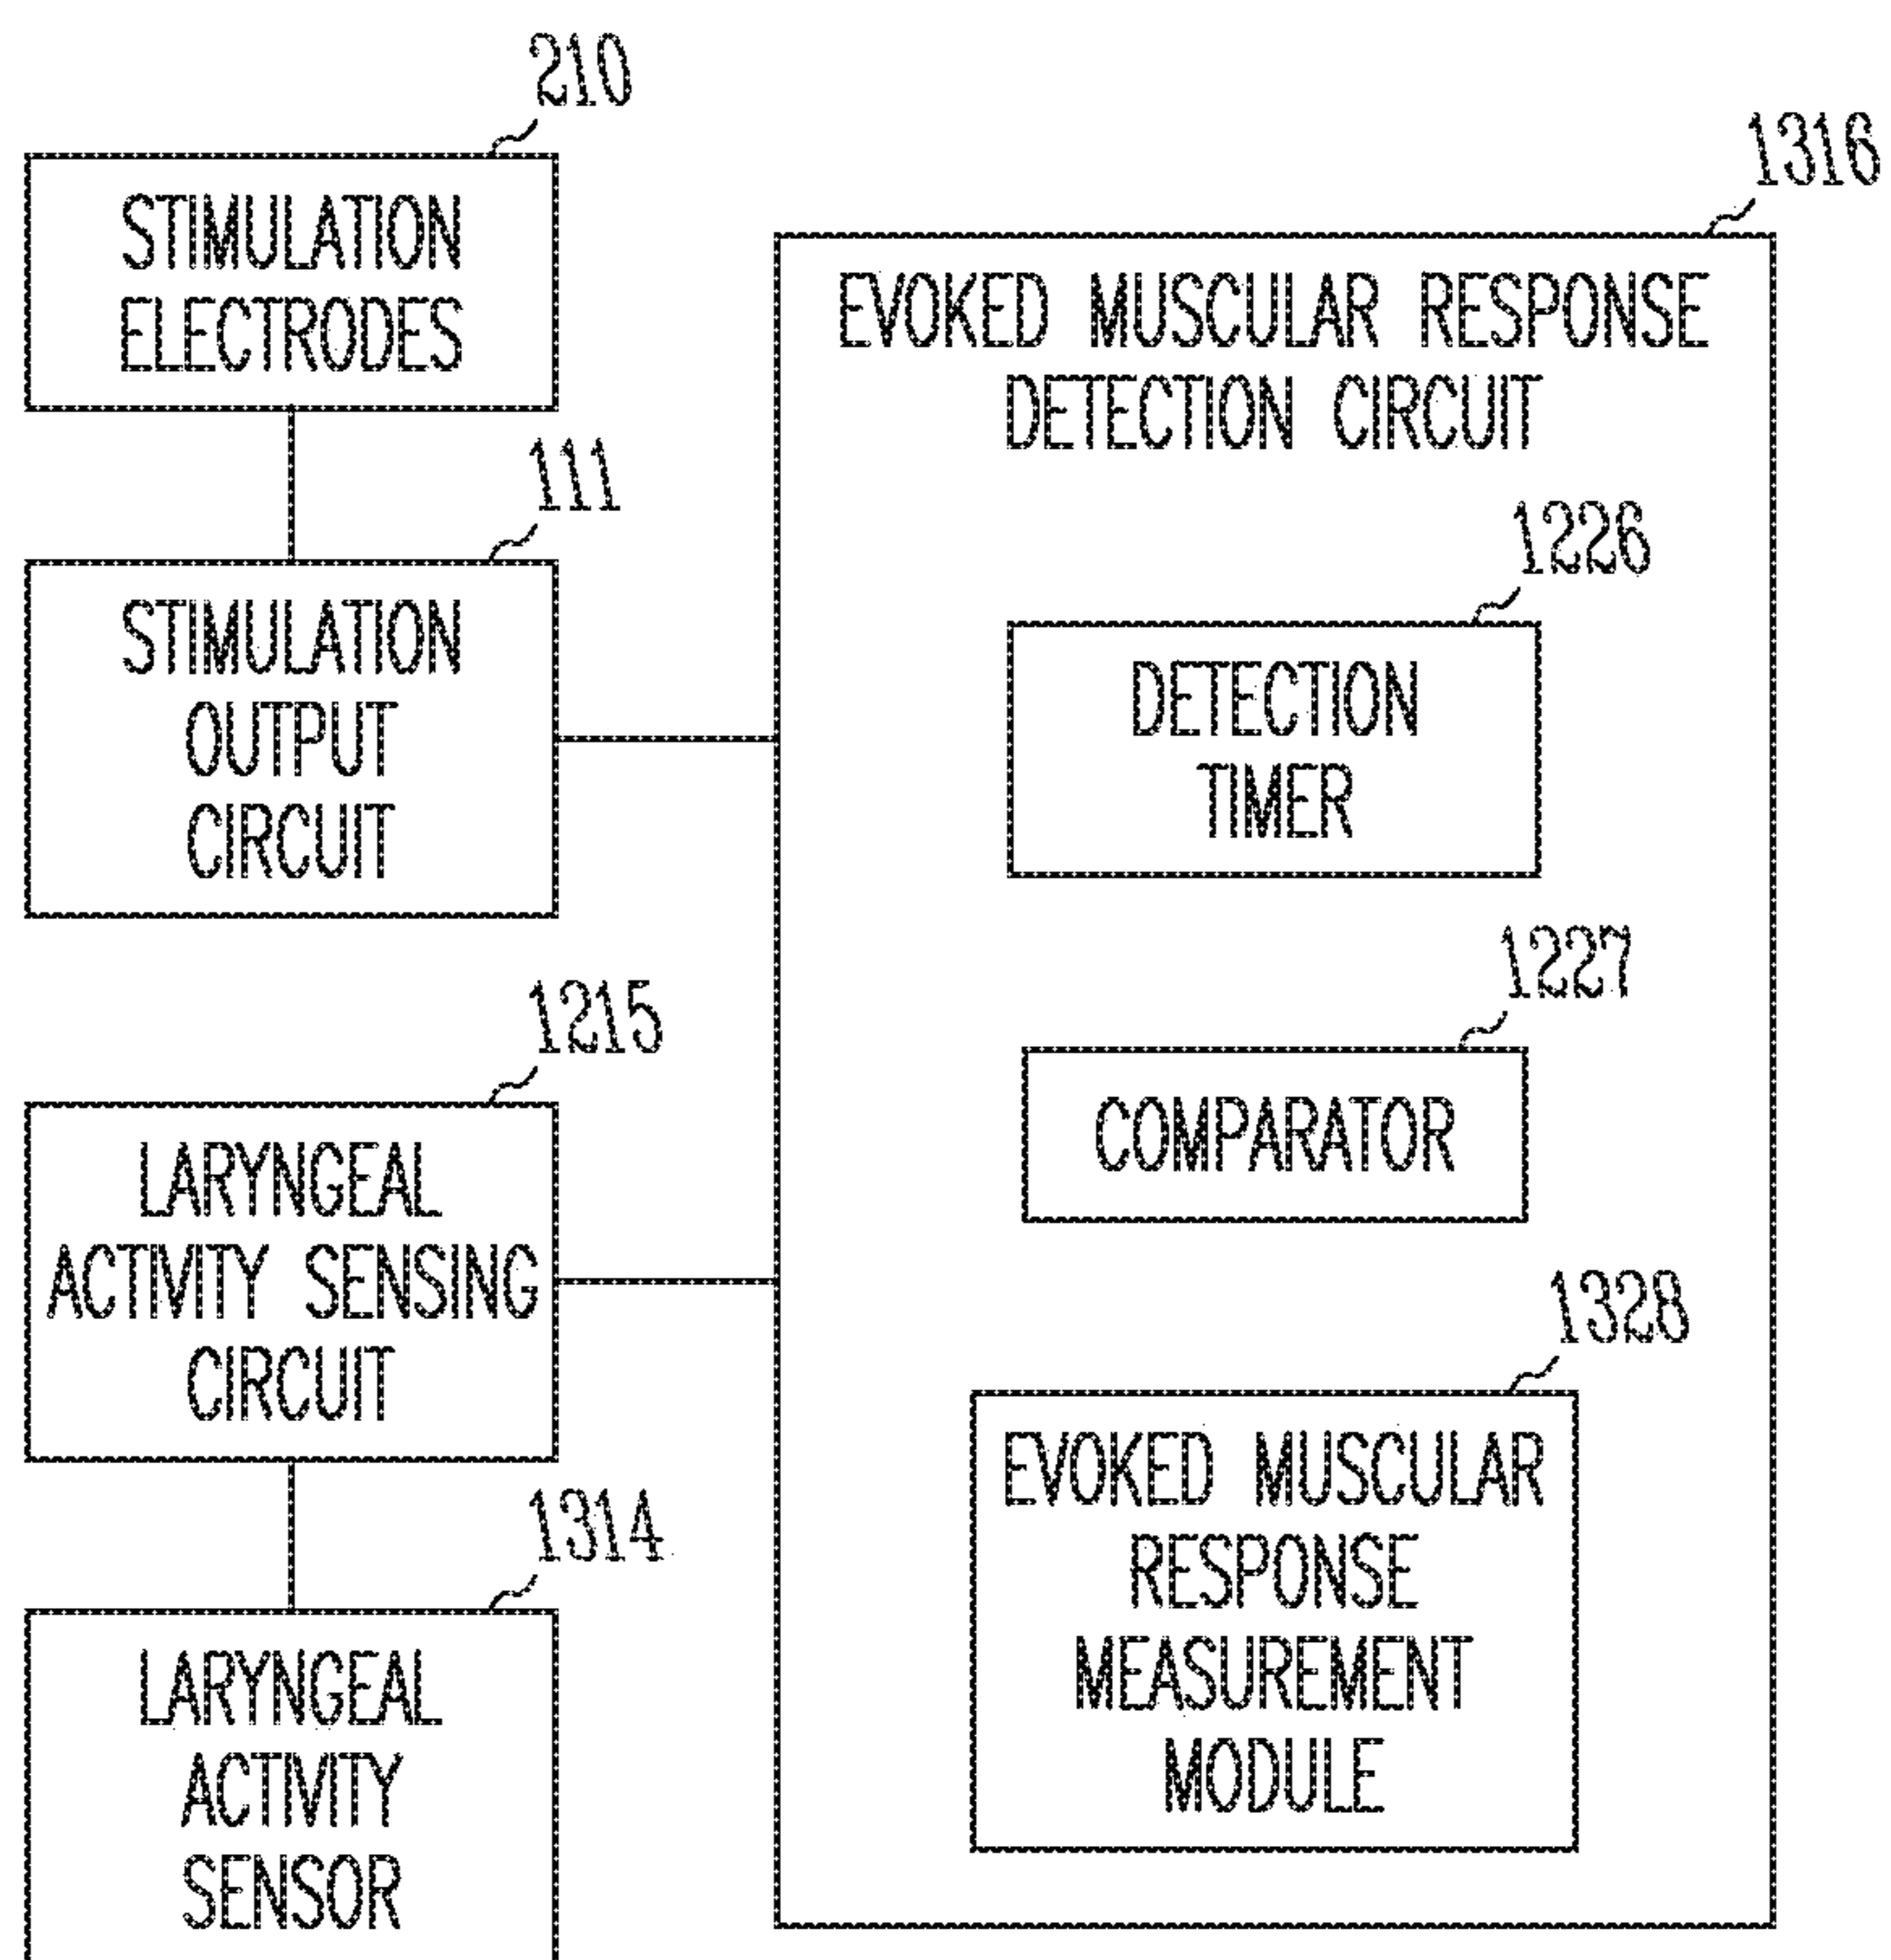 210
STIMULATION
ELECTRODES
111
STIMULATION
OUTPUT
CIRCUIT
1215
LARYNGEAL
ACTIVITY SENSING
CIRCUIT
1314
LARYNGEAL
ACTIVITY
SENSOR
1316
EVOKED MUSCULAR RESPONSE
DETECTION CIRCUIT
1226
DETECTION
TIMER
1227
COMPARATOR
1328
EVOKED MUSCULAR
RESPONSE
MEASUREMENT
MODULE